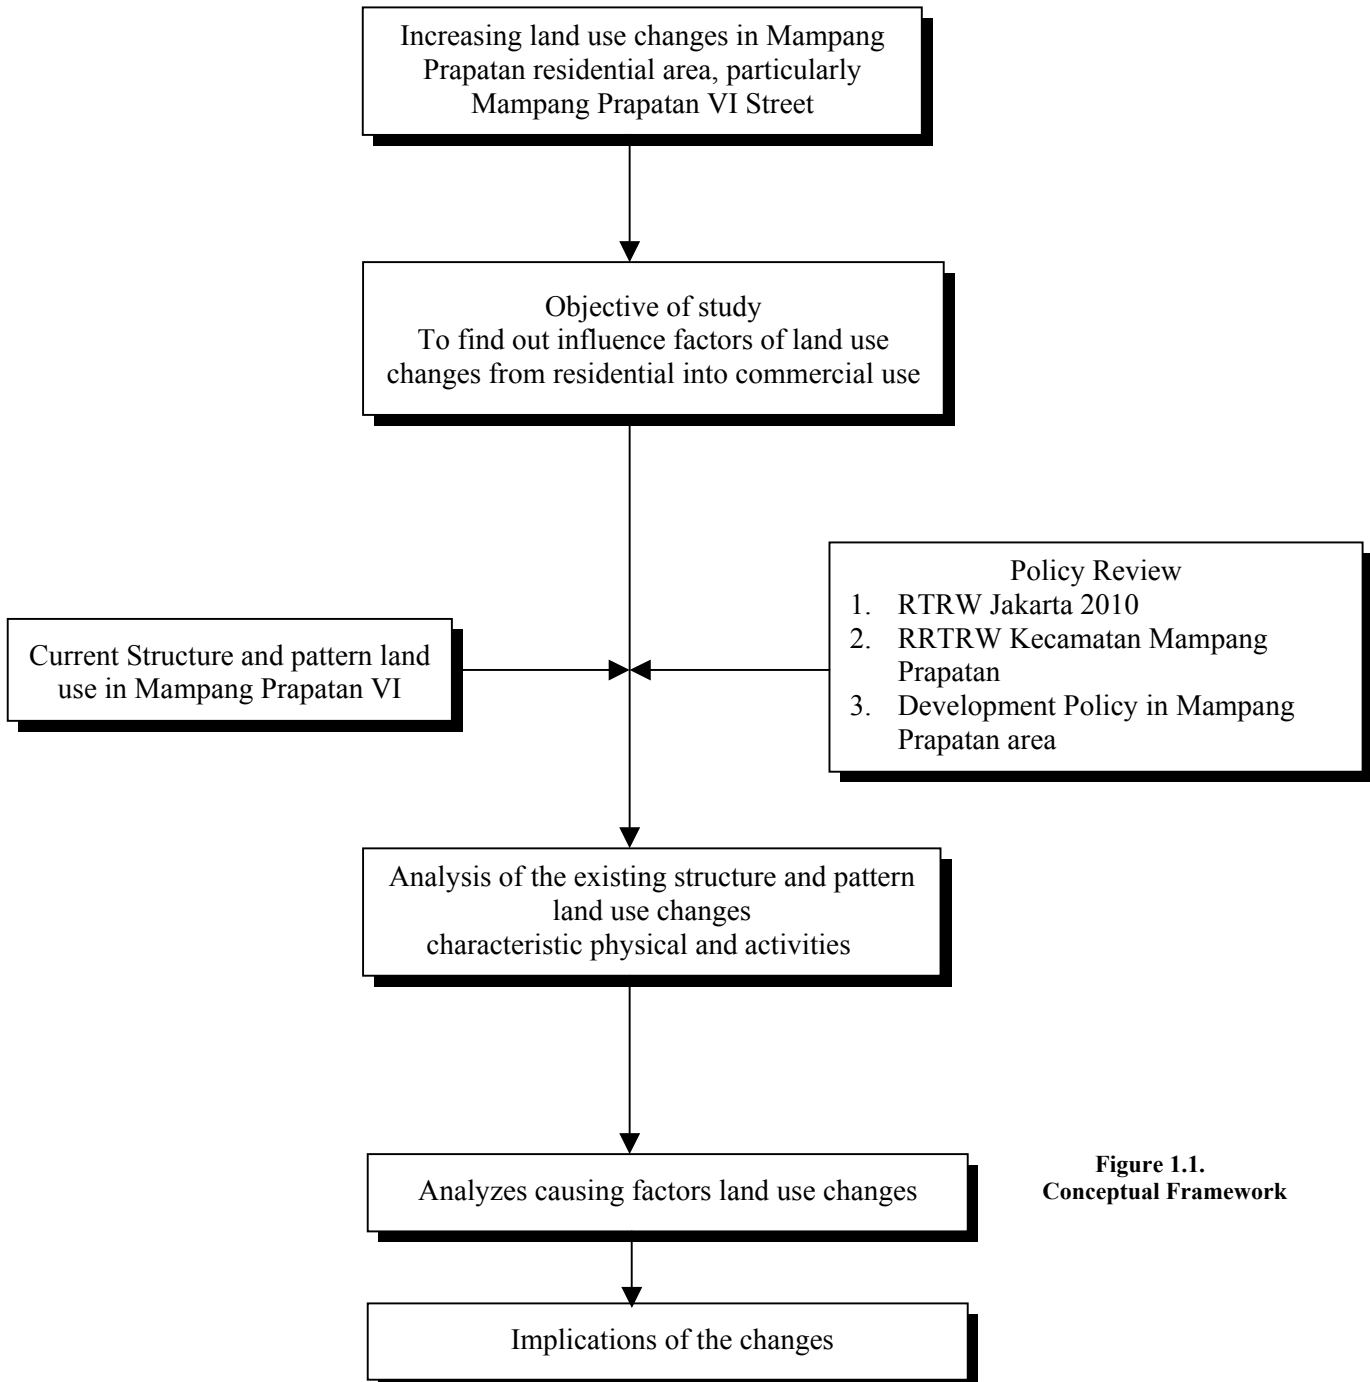 Increasing land use changes in Mampang
Prapatan residential area, particularly
Mampang Prapatan VI Street
Objective of study
To find out influence factors of land use
changes from residential into commercial use
Current Structure and pattern land
use in Mampang Prapatan VI
Policy Review
1. RTRW Jakarta 2010
2. RRTRW Kecamatan Mampang
Prapatan
3. Development Policy in Mampang
Prapatan area
Analysis of the existing structure and pattern
land use changes
characteristic physical and activities
Analyzes causing factors land use changes
Figure 1.1.
Conceptual Framework
Implications of the changes